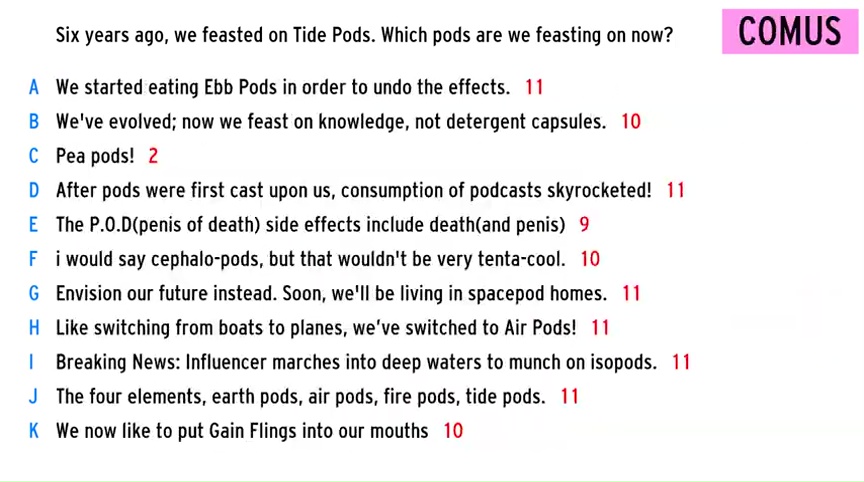 Six years ago, we feasted on Tide Pods. Which pods are we feasting on now?
COMUS
A We started eating Ebb Pods in order to undo the effects. 11
B We've evolved; now we feast on knowledge, not detergent capsules. 10
C Pea pods! 2
D After pods were first cast upon us, consumption of podcasts skyrocketed! 11
E The P.O.D(penis of death) side effects include death(and penis) 9
F i would say cephalo-pods, but that wouldn't be very tenta-cool. 10
G Envision our future instead. Soon, we'll be living in spacepod homes. 11
H Like switching from boats to planes, we’ve switched to Air Pods! 11
I Breaking News: Influencer marches into deep waters to munch on isopods. 11
J The four elements, earth pods, air pods, fire pods, tide pods. 11
K We now like to put Gain Flings into our mouths 10